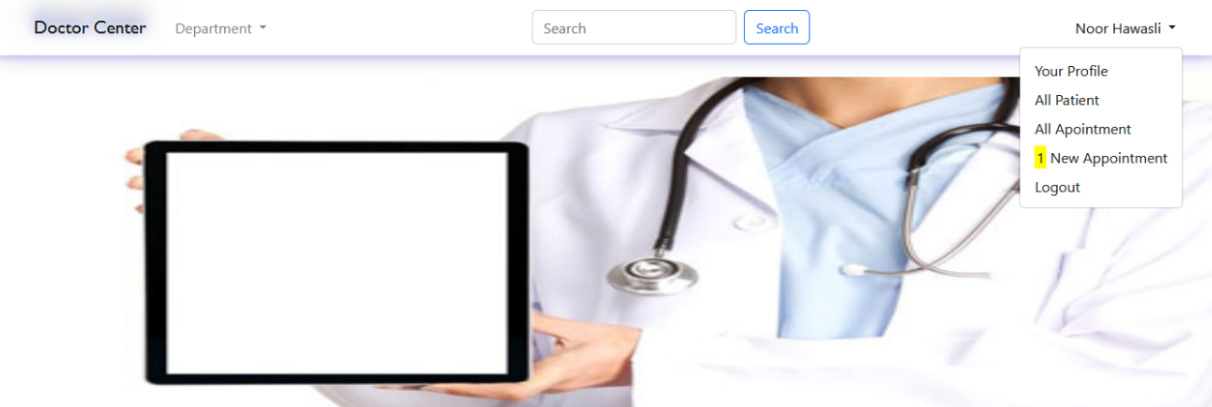 Doctor Center
Department
Search
Search
Noor Hawasli
Your Profile
All Patient
All Apointment
1 New Appointment
Logout